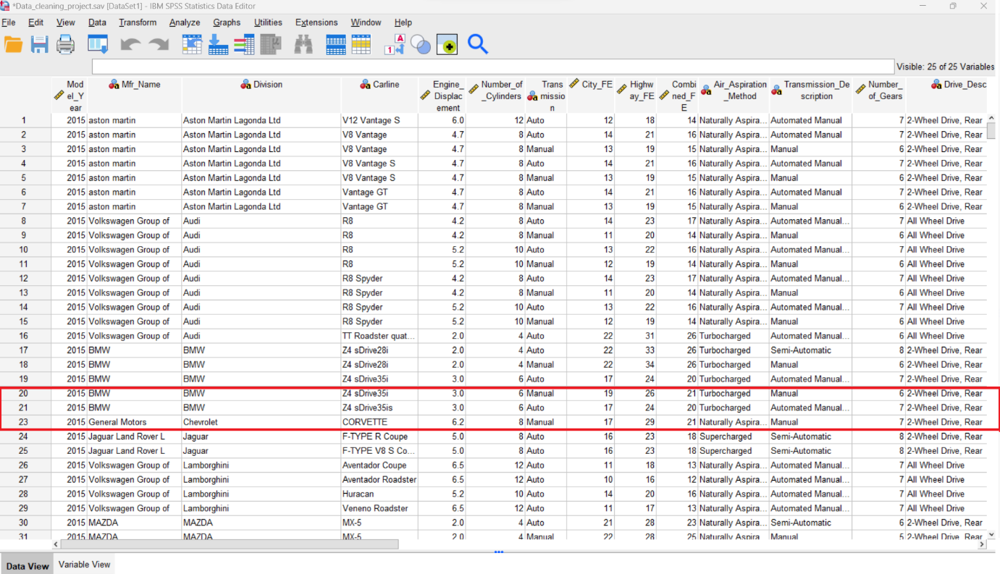 *Data_cleaning_project.sav [DataSet1] - IBM SPSS Statistics Data Editor
File Edit View Data Transform Analyze Graphs Utilities Extensions Window Help
Visible: 25 of 25 Variables
Mod el_Y ear Mfr_Name Division Carline Engine_ Displac ement Number_of _Cylinders Trans missio n City_FE Highw ay_FE Combi ned_F E Air_Aspiration _Method Transmission_De scription Number_ of_Gears Drive_Desc
1 2015 aston martin Aston Martin Lagonda Ltd V12 Vantage S 6.0 12 Auto 12 18 14 Naturally Aspira... Automated Manual 7 2-Wheel Drive, Rear
2 2015 aston martin Aston Martin Lagonda Ltd V8 Vantage 4.7 8 Auto 14 21 16 Naturally Aspira... Automated Manual 7 2-Wheel Drive, Rear
3 2015 aston martin Aston Martin Lagonda Ltd V8 Vantage 4.7 8 Manual 13 19 15 Naturally Aspira... Manual 6 2-Wheel Drive, Rear
4 2015 aston martin Aston Martin Lagonda Ltd V8 Vantage S 4.7 8 Auto 14 21 16 Naturally Aspira... Automated Manual 7 2-Wheel Drive, Rear
5 2015 aston martin Aston Martin Lagonda Ltd V8 Vantage S 4.7 8 Manual 13 19 15 Naturally Aspira... Manual 6 2-Wheel Drive, Rear
6 2015 aston martin Aston Martin Lagonda Ltd Vantage GT 4.7 8 Auto 14 21 16 Naturally Aspira... Automated Manual 7 2-Wheel Drive, Rear
7 2015 aston martin Aston Martin Lagonda Ltd Vantage GT 4.7 8 Manual 13 19 15 Naturally Aspira... Manual 6 2-Wheel Drive, Rear
8 2015 Volkswagen Group of Audi R8 4.2 8 Auto 14 23 17 Naturally Aspira... Automated Manual... 7 All Wheel Drive
9 2015 Volkswagen Group of Audi R8 4.2 8 Manual 11 20 14 Naturally Aspira... Manual 6 All Wheel Drive
10 2015 Volkswagen Group of Audi R8 5.2 10 Auto 13 22 16 Naturally Aspira... Automated Manual... 7 All Wheel Drive
11 2015 Volkswagen Group of Audi R8 5.2 10 Manual 12 19 14 Naturally Aspira... Manual 6 All Wheel Drive
12 2015 Volkswagen Group of Audi R8 Spyder 4.2 8 Auto 14 23 17 Naturally Aspira... Automated Manual... 7 All Wheel Drive
13 2015 Volkswagen Group of Audi R8 Spyder 4.2 8 Manual 11 20 14 Naturally Aspira... Manual 6 All Wheel Drive
14 2015 Volkswagen Group of Audi R8 Spyder 5.2 10 Auto 13 22 16 Naturally Aspira... Automated Manual... 7 All Wheel Drive
15 2015 Volkswagen Group of Audi R8 Spyder 5.2 10 Manual 12 19 14 Naturally Aspira... Manual 6 All Wheel Drive
16 2015 Volkswagen Group of Audi TT Roadster quat... 2.0 4 Auto 22 31 26 Turbocharged Automated Manual... 6 All Wheel Drive
17 2015 BMW BMW Z4 sDrive28i 2.0 4 Auto 22 33 26 Turbocharged Semi-Automatic 8 2-Wheel Drive, Rear
18 2015 BMW BMW Z4 sDrive28i 2.0 4 Manual 22 34 26 Turbocharged Manual 6 2-Wheel Drive, Rear
19 2015 BMW BMW Z4 sDrive35i 3.0 6 Auto 17 24 20 Turbocharged Automated Manual... 7 2-Wheel Drive, Rear
20 2015 BMW BMW Z4 sDrive35i 3.0 6 Manual 19 26 21 Turbocharged Manual 6 2-Wheel Drive, Rear
21 2015 BMW BMW Z4 sDrive35is 3.0 6 Auto 17 24 20 Turbocharged Automated Manual... 7 2-Wheel Drive, Rear
23 2015 General Motors Chevrolet CORVETTE 6.2 8 Manual 17 29 21 Naturally Aspira... Manual 7 2-Wheel Drive, Rear
24 2015 Jaguar Land Rover L Jaguar F-TYPE R Coupe 5.0 8 Auto 16 23 18 Supercharged Semi-Automatic 8 2-Wheel Drive, Rear
25 2015 Jaguar Land Rover L Jaguar F-TYPE V8 S Co... 5.0 8 Auto 16 23 18 Supercharged Semi-Automatic 8 2-Wheel Drive, Rear
26 2015 Volkswagen Group of Lamborghini Aventador Coupe 6.5 12 Auto 11 18 13 Naturally Aspira... Automated Manual... 7 All Wheel Drive
27 2015 Volkswagen Group of Lamborghini Aventador Roadster 6.5 12 Auto 10 16 12 Naturally Aspira... Automated Manual... 7 All Wheel Drive
28 2015 Volkswagen Group of Lamborghini Huracan 5.2 10 Auto 14 20 16 Naturally Aspira... Automated Manual... 7 All Wheel Drive
29 2015 Volkswagen Group of Lamborghini Veneno Roadster 6.5 12 Auto 11 17 13 Naturally Aspira... Automated Manual... 7 All Wheel Drive
30 2015 MAZDA MAZDA MX-5 2.0 4 Auto 21 28 23 Naturally Aspira... Semi-Automatic 6 2-Wheel Drive, Rear
31 2015 MAZDA MAZDA MX-5 2.0 4 Manual 22 28 25 Naturally Aspira Manual 5 2-Wheel Drive, Rear
Data View Variable View